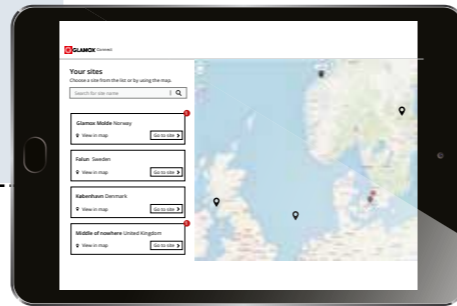 GLAMOX Connect
Your sites
Choose a site from the list or by using the map.
Search for site name
Glamox Molde Norway
View in map
Go to site
Falun Sweden
View in map
Go to site
København Denmark
View in map
Go to site
Middle of nowhere United Kingdom
View in map
Go to site